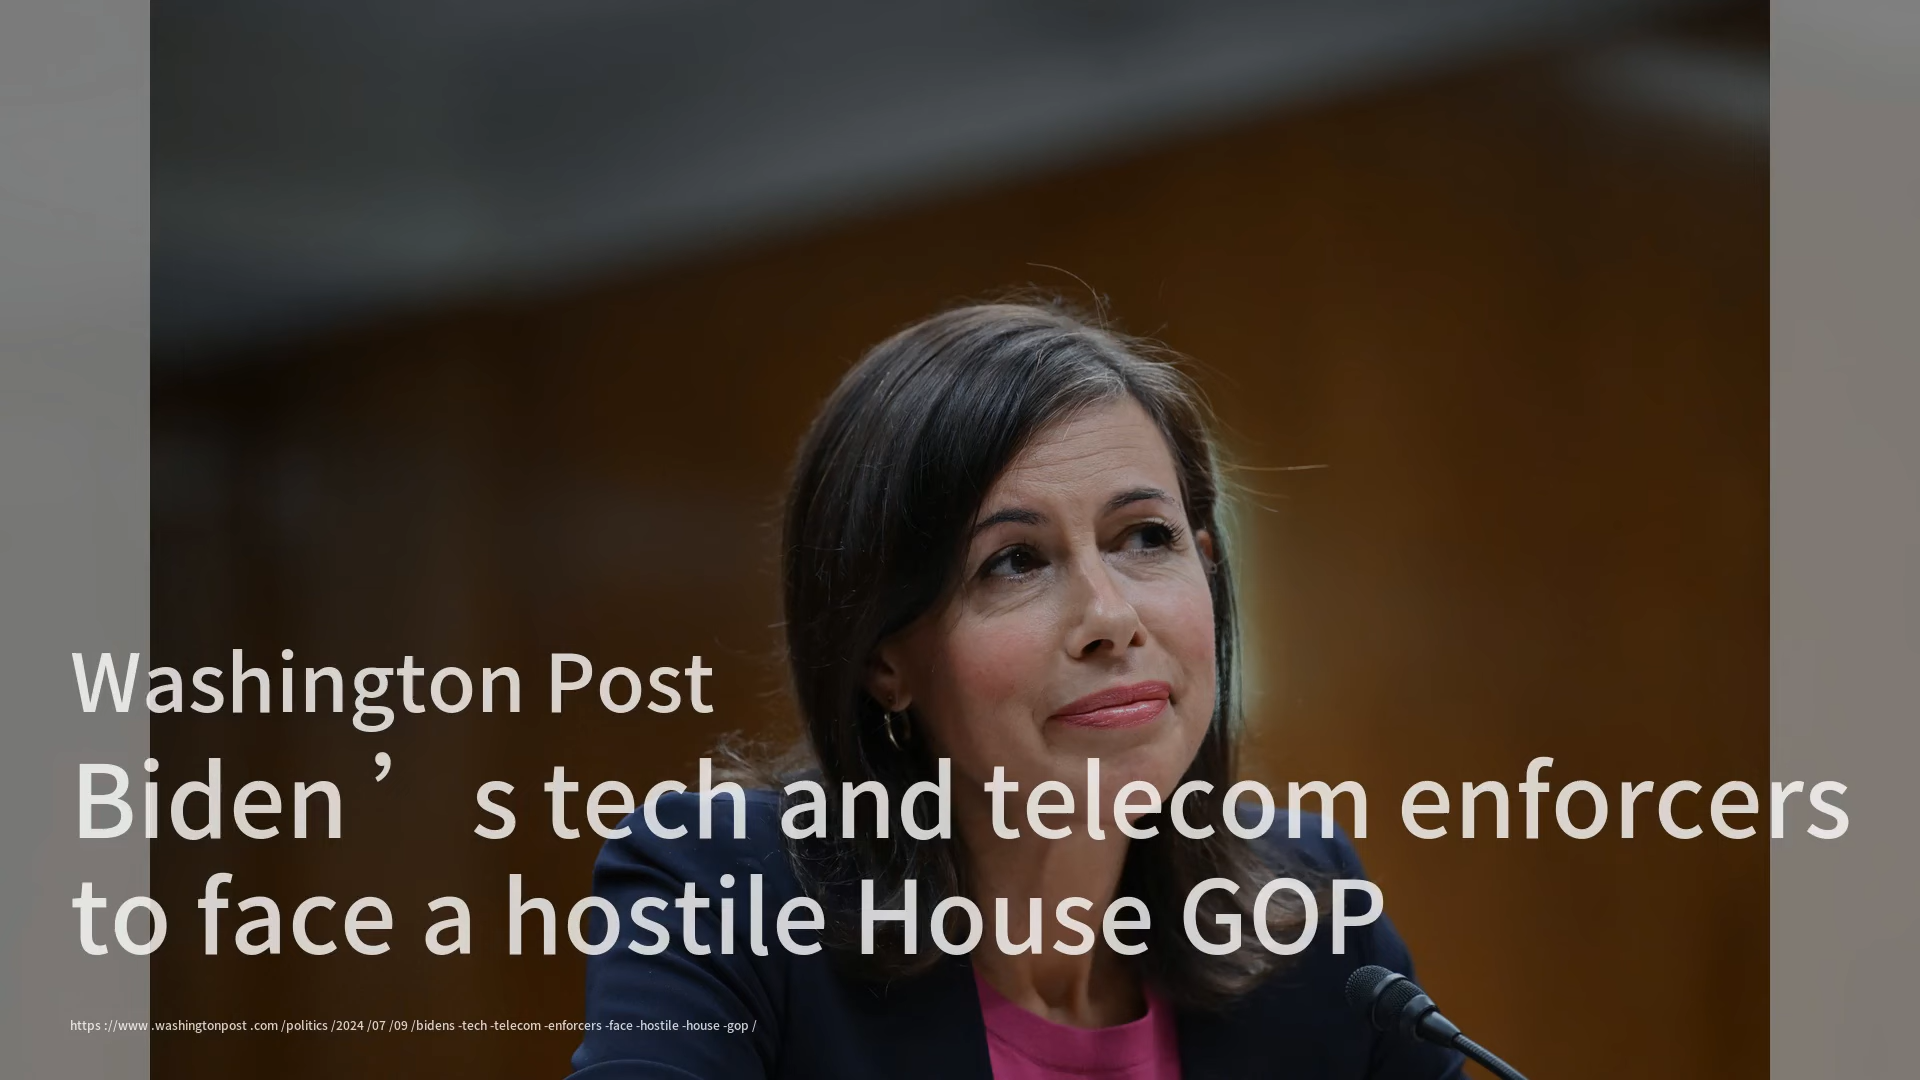 Washington Post
Biden’s tech and telecom enforcers
to face a hostile House GOP
https://www.washingtonpost.com/politics/2024/07/09/bidens-tech-telecom-enforcers-face-hostile-house-gop/